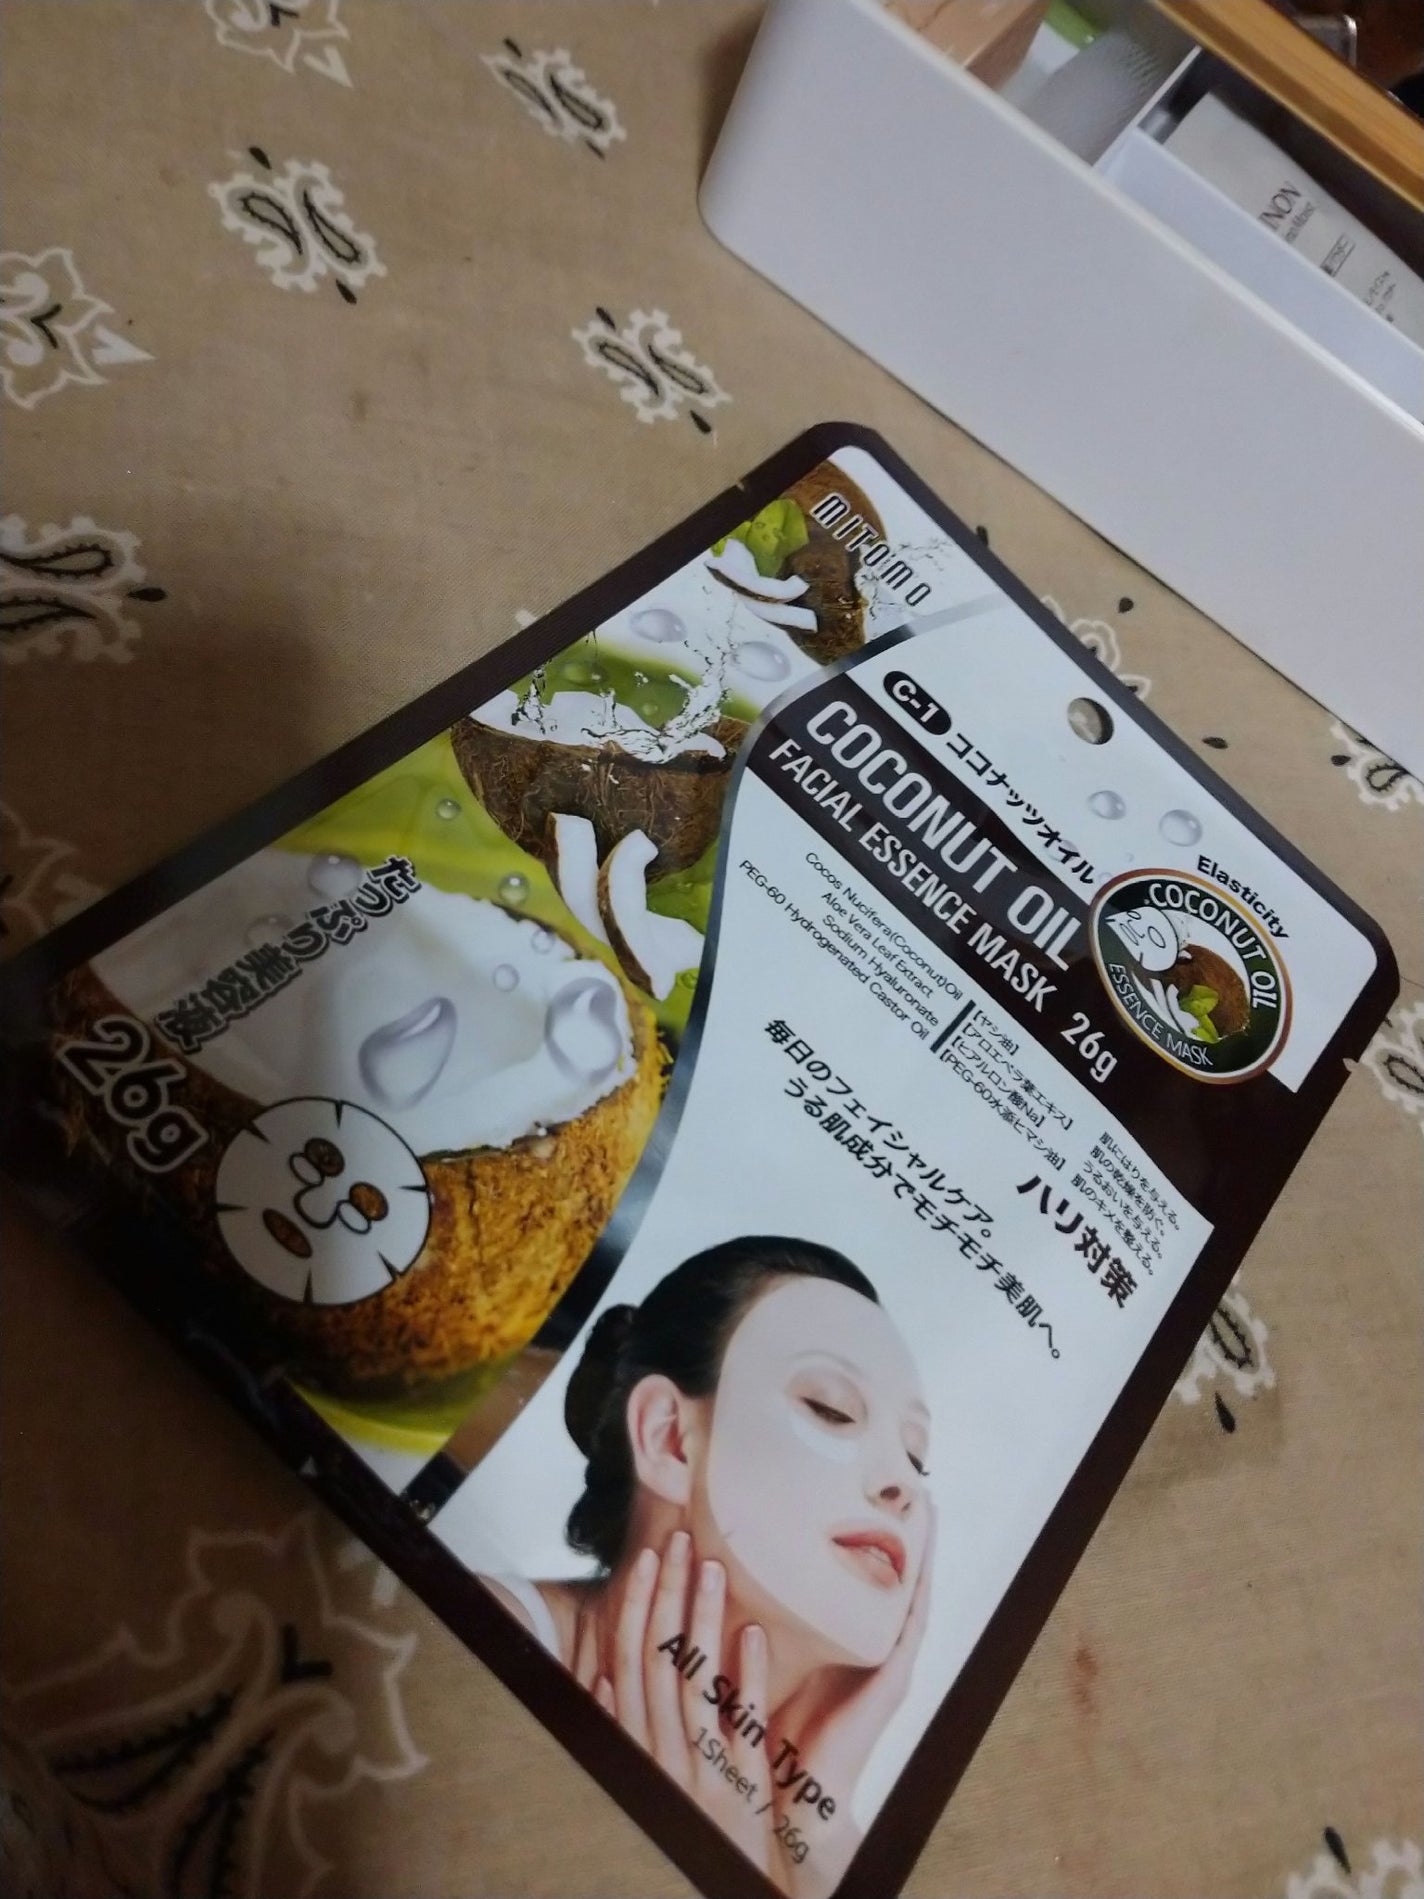 MITOMO
C-1 ココナッツオイル
COCONUT OIL
FACIAL ESSENCE MASK 26g
Elasticity
COCONUT OIL
ESSENCE MASK
Cocos Nucifera(Coconut)Oil
Aloe Vera Leaf Extract
Sodium Hyaluronate
PEG-60 Hydrogenated Castor Oil
【ヤシ油】
【アロエベラ葉エキス】
【ヒアルロン酸Na】
【PEG-60水添ヒマシ油】
肌にはりを与える。
肌の乾燥を防ぐ。
うるおいを与える。
肌のキメを整える。
ハリ対策
毎日のフェイシャルケア。
うる肌成分でモチモチ美肌へ。
たっぷり美容液
26g
All Skin Type
1Sheet / 26g
INON